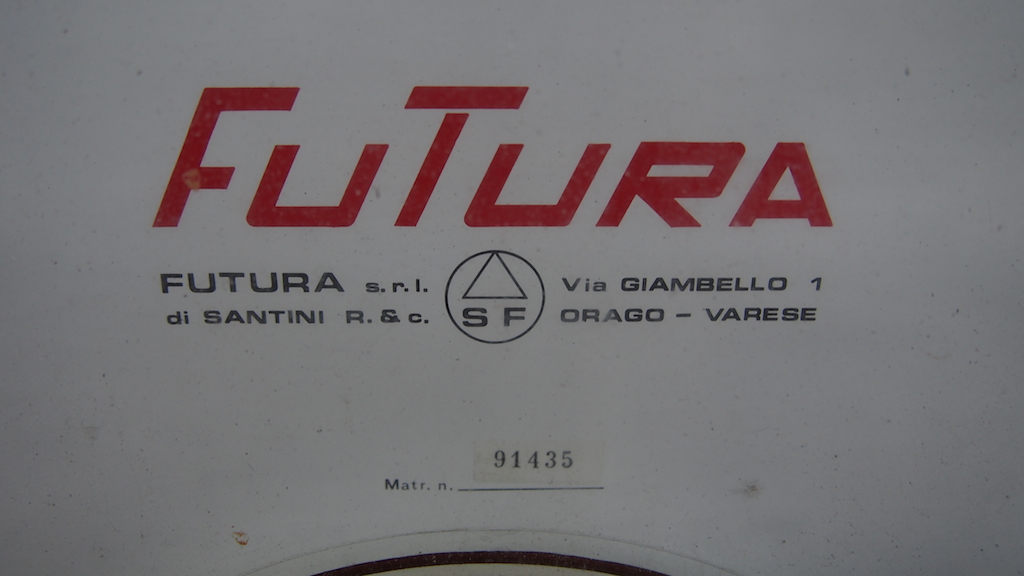 FUTURA
FUTURA s.r.l.
di SANTINI R. & c.
S F
Via GIAMBELLO 1
ORAGO - VARESE
91435
Matr. n.